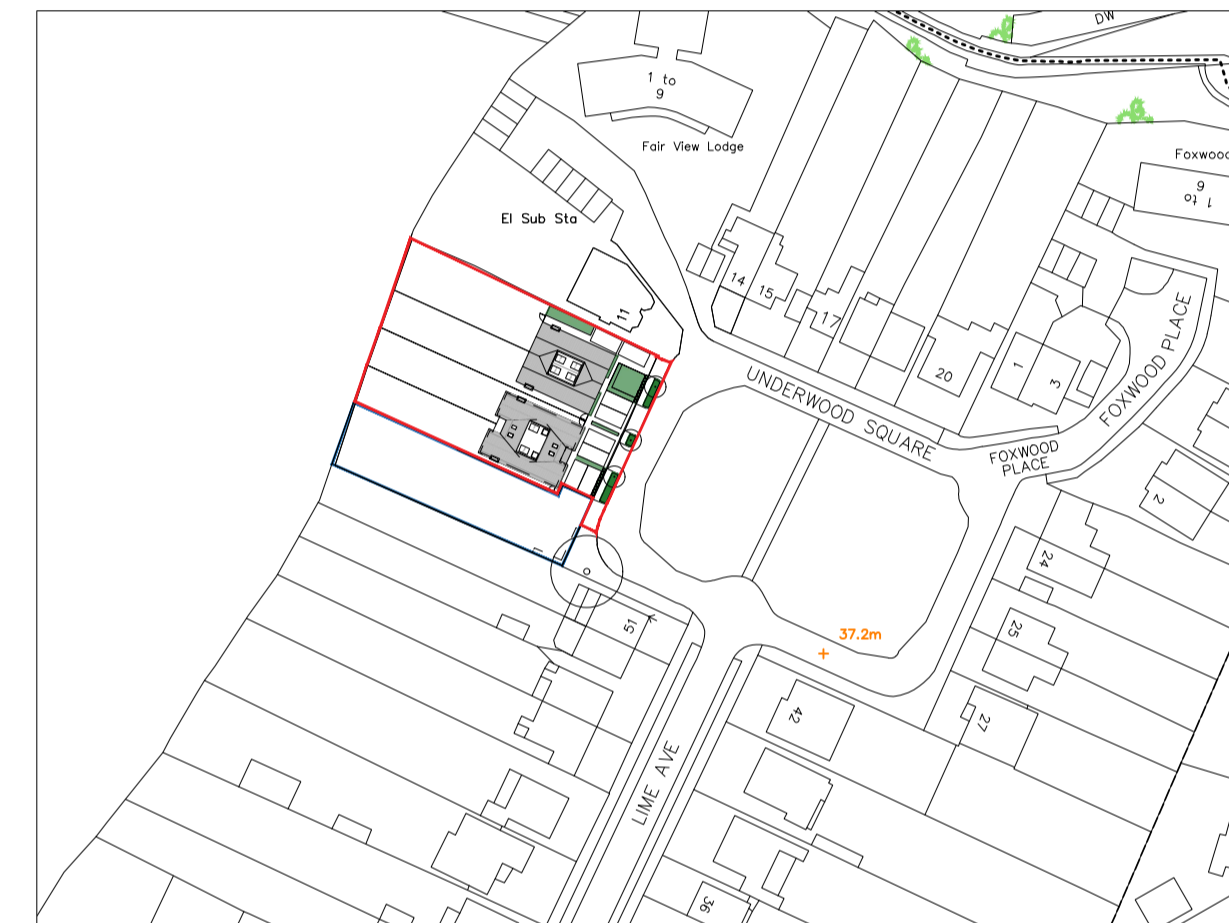 DW
1 to
9
Fair View Lodge
Foxwood
1 to
6
El Sub Sta
11
14
15
17
20
1
3
UNDERWOOD SQUARE
FOXWOOD PLACE
FOXWOOD
PLACE
2
24
25
27
37.2m
51
42
LIME AVE
36